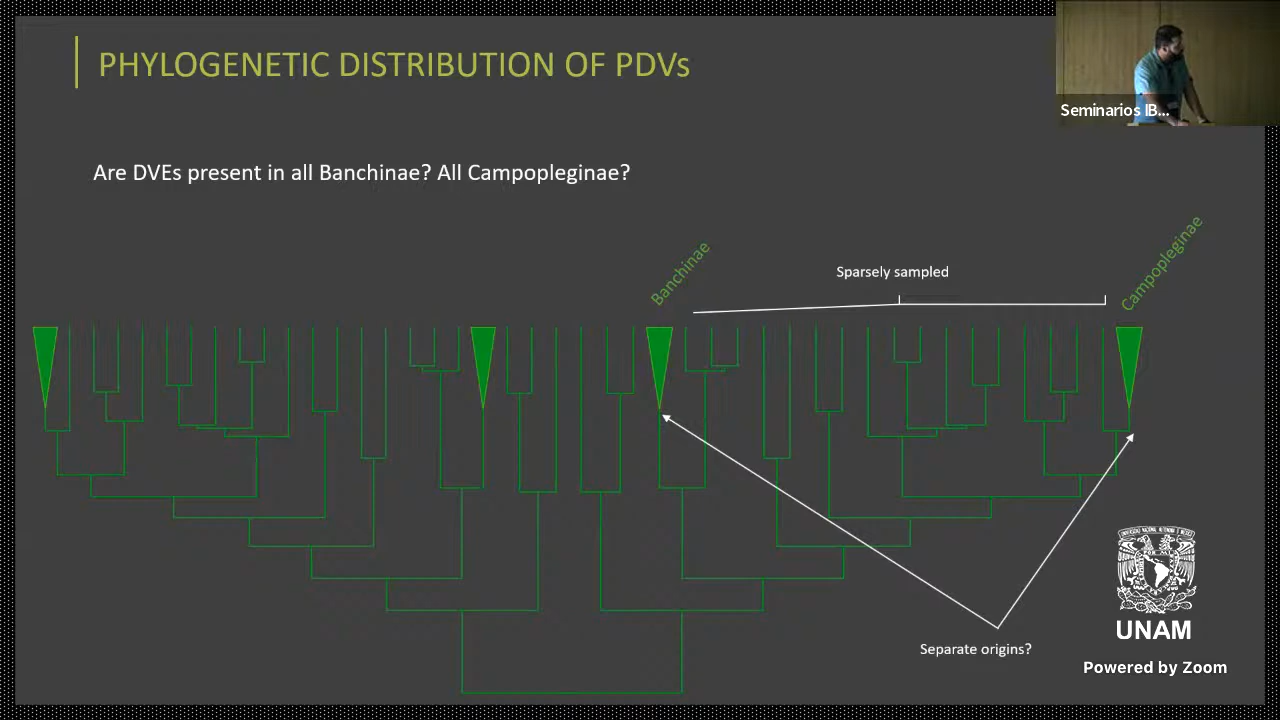 PHYLOGENETIC DISTRIBUTION OF PDVs
Seminarios IB...
Are DVEs present in all Banchinae? All Campopleginae?
Banchinae
Sparsely sampled
Campopleginae
Separate origins?
UNAM
Powered by Zoom